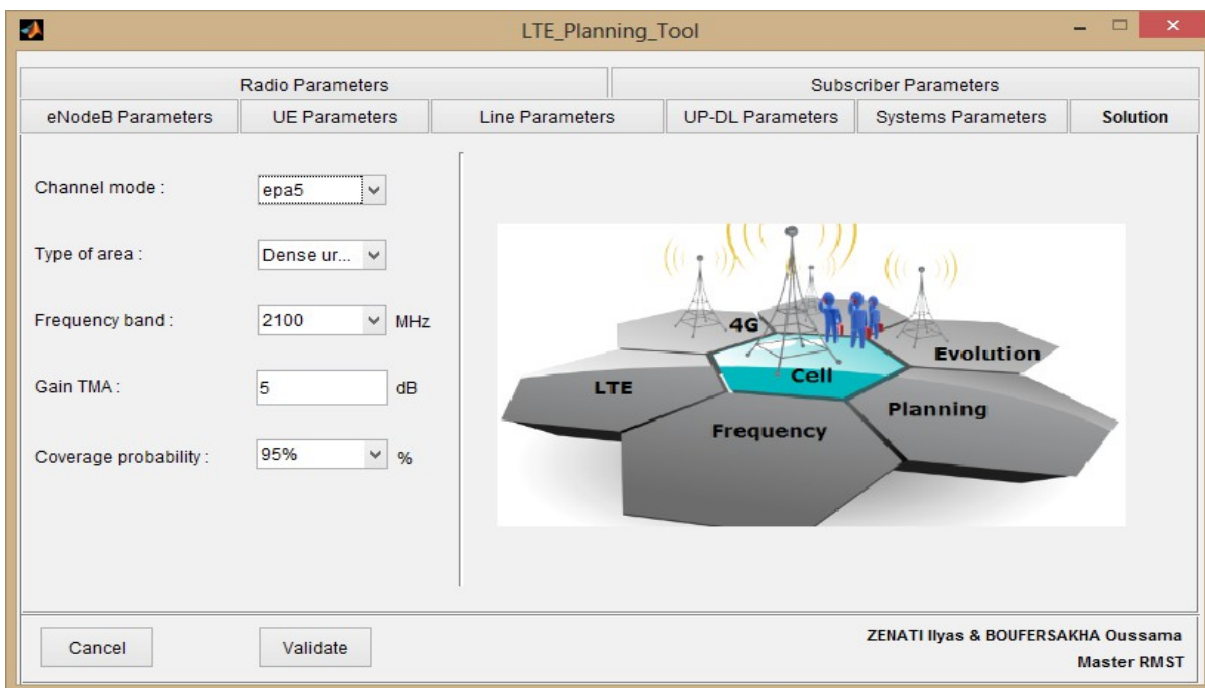 LTE_Planning_Tool
Radio Parameters
Subscriber Parameters
eNodeB Parameters
UE Parameters
Line Parameters
UP-DL Parameters
Systems Parameters
Solution
Channel mode :
epa5
Type of area :
Dense ur...
Frequency band :
2100
MHz
Gain TMA :
5
dB
Coverage probability :
95%
%
4G
Evolution
LTE
Cell
Planning
Frequency
Cancel
Validate
ZENATI Ilyas & BOUFERSAKHA Oussama
Master RMST